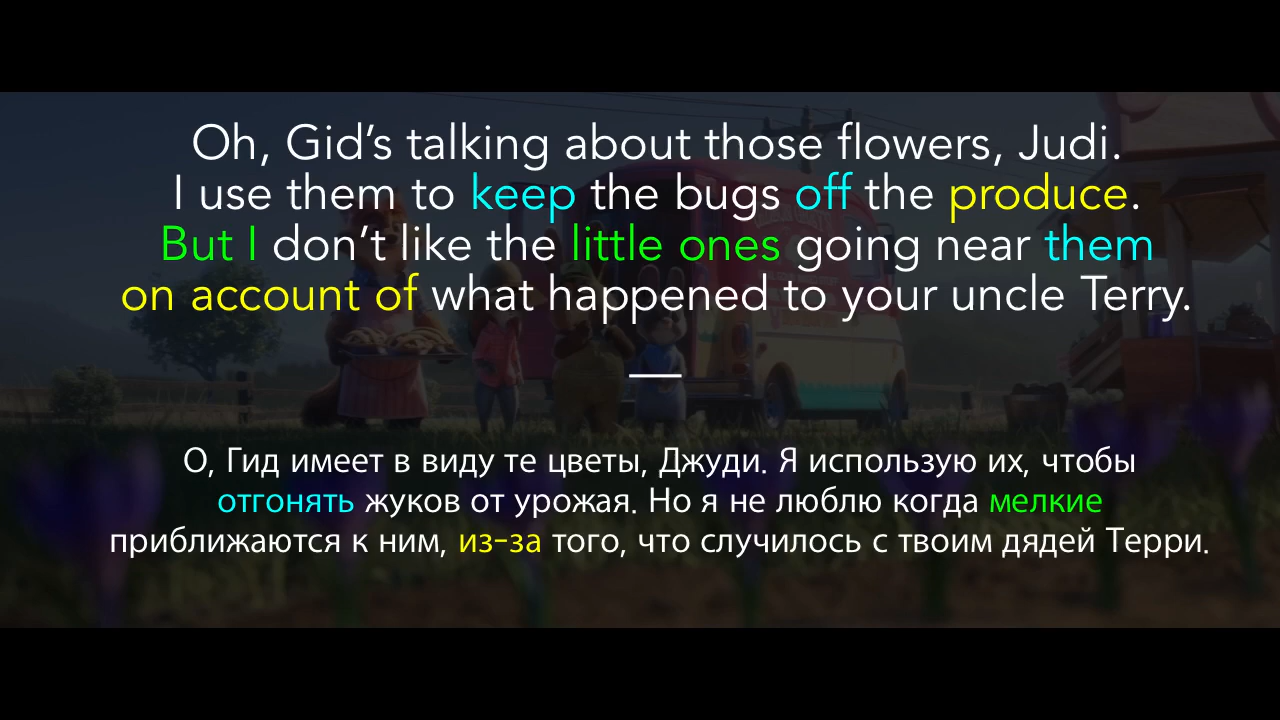 Oh, Gid’s talking about those flowers, Judi.
I use them to keep the bugs off the produce.
But I don’t like the little ones going near them
on account of what happened to your uncle Terry.
О, Гид имеет в виду те цветы, Джуди. Я использую их, чтобы
отгонять жуков от урожая. Но я не люблю когда мелкие
приближаются к ним, из-за того, что случилось с твоим дядей Терри.